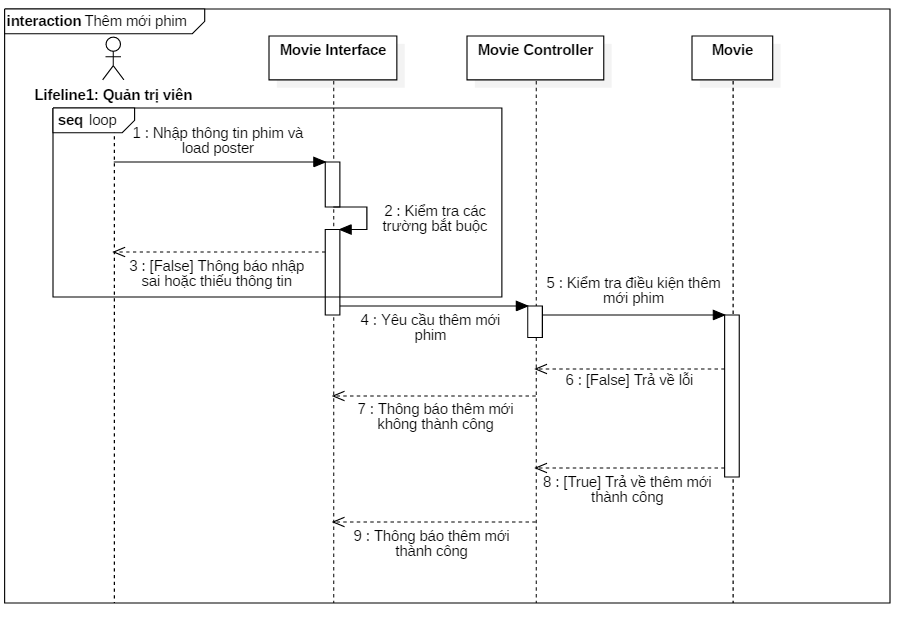 interaction Thêm mới phim
Movie Interface
Movie Controller
Movie
Lifeline1: Quản trị viên
seq loop
1 : Nhập thông tin phim và
load poster
2 : Kiểm tra các
trường bắt buộc
3 : [False] Thông báo nhập
sai hoặc thiếu thông tin
4 : Yêu cầu thêm mới
phim
5 : Kiểm tra điều kiện thêm
mới phim
6 : [False] Trả về lỗi
7 : Thông báo thêm mới
không thành công
8 : [True] Trả về thêm mới
thành công
9 : Thông báo thêm mới
thành công